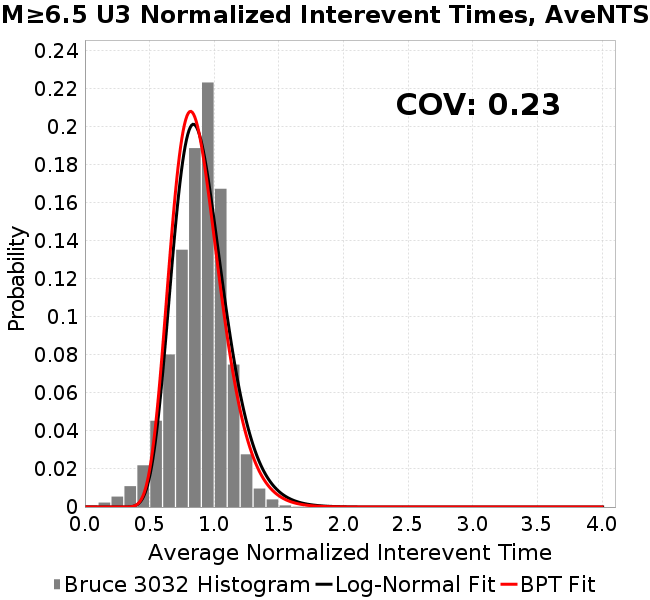 M≥6.5 U3 Normalized Interevent Times, AveNTS
COV: 0.23
0.24
0.22
0.2
0.18
0.16
0.14
0.12
0.1
0.08
0.06
0.04
0.02
0
Probability
0.0 0.5 1.0 1.5 2.0 2.5 3.0 3.5 4.0
Average Normalized Interevent Time
Bruce 3032 Histogram Log-Normal Fit BPT Fit